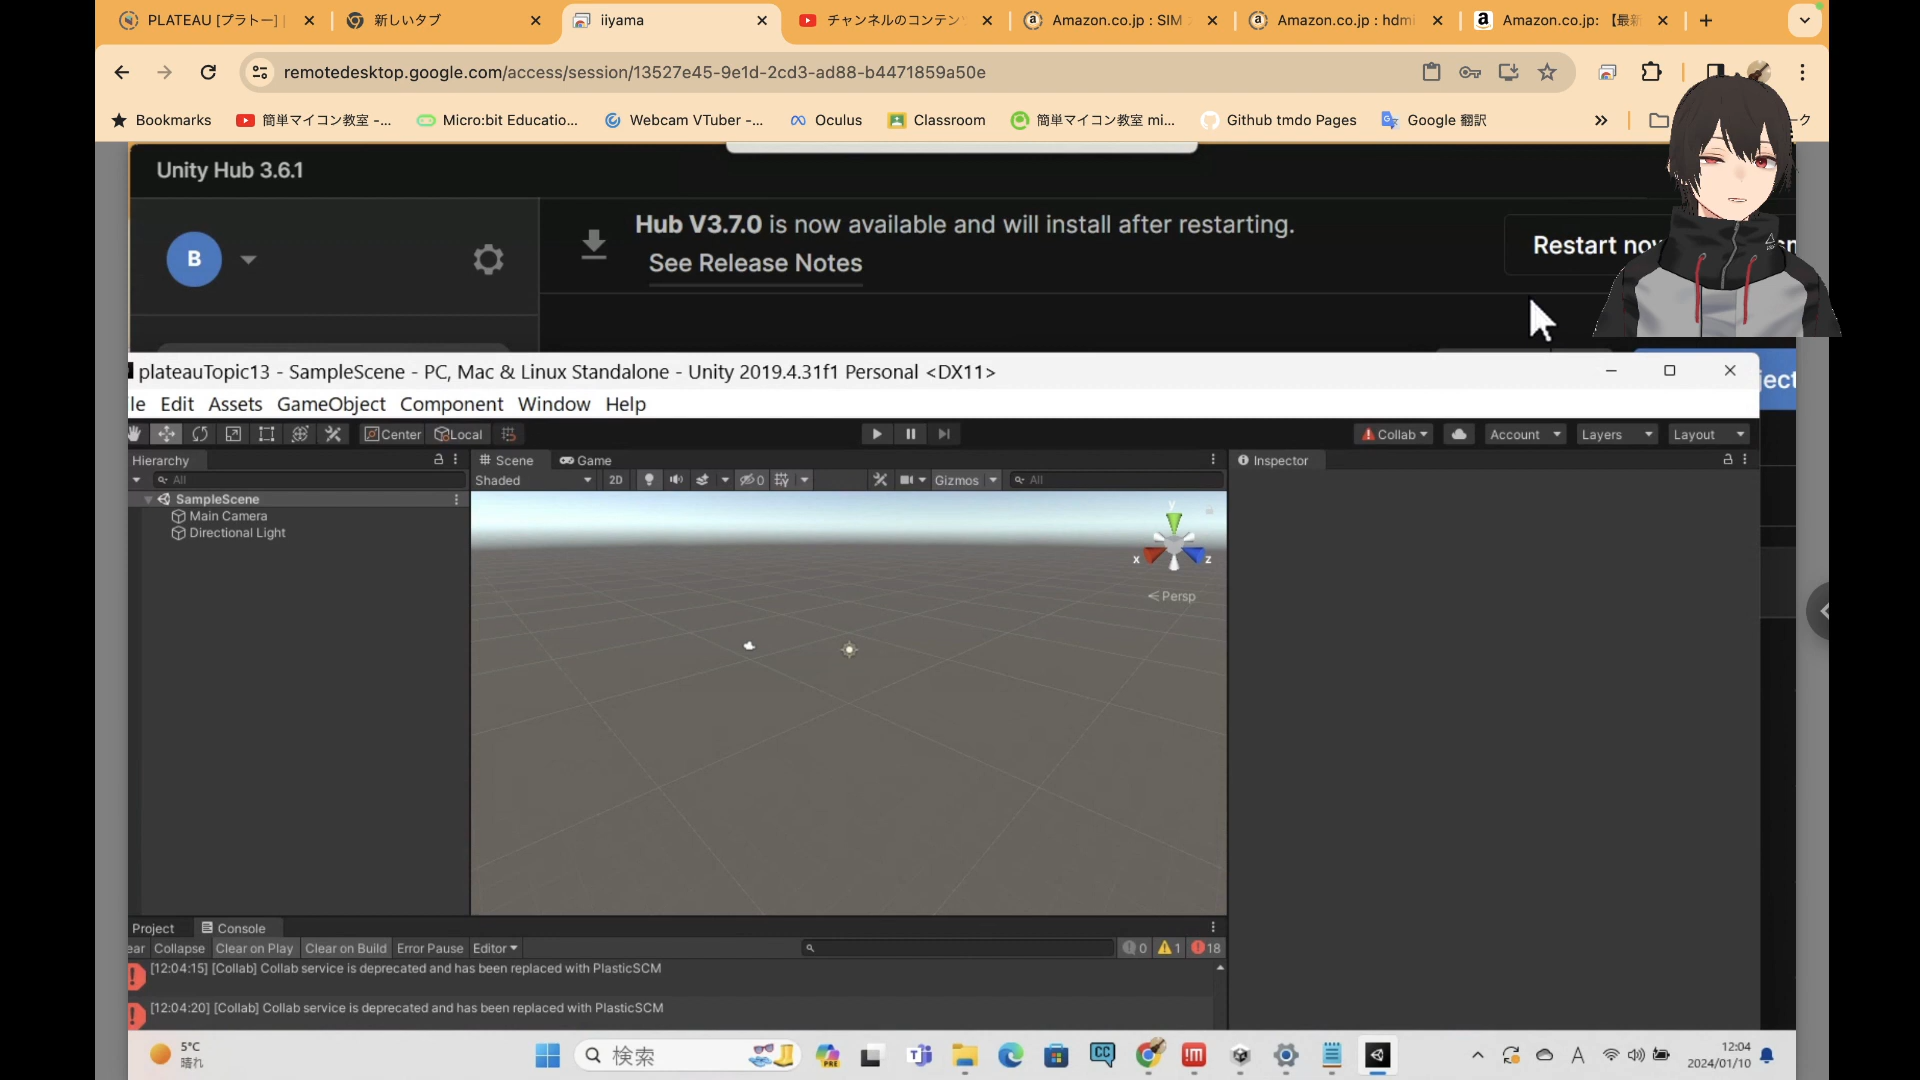 PLATEAU [プラトー] |
新しいタブ
iiyama
チャンネルのコンテン
Amazon.co.jp : SIM
Amazon.co.jp : hdmi
Amazon.co.jp: 【最新
remotedesktop.google.com/access/session/13527e45-9e1d-2cd3-ad88-b4471859a50e
Bookmarks
簡単マイコン教室 -...
Micro:bit Educatio...
Webcam VTuber -...
Oculus
Classroom
簡単マイコン教室 mi...
Github tmdo Pages
Google 翻訳
ーク
Unity Hub 3.6.1
B
Hub V3.7.0 is now available and will install after restarting.
See Release Notes
Restart now
ject
plateauTopic13 - SampleScene - PC, Mac & Linux Standalone - Unity 2019.4.31f1 Personal <DX11>
le Edit Assets GameObject Component Window Help
Center
Local
Collab
Account
Layers
Layout
Hierarchy
Scene
Game
Inspector
All
Shaded
2D
0
Gizmos
All
SampleScene
Main Camera
Directional Light
y
x
z
Persp
Project
Console
ear Collapse Clear on Play Clear on Build Error Pause Editor
0
1
18
[12:04:15] [Collab] Collab service is deprecated and has been replaced with PlasticSCM
[12:04:20] [Collab] Collab service is deprecated and has been replaced with PlasticSCM
5°C
晴れ
検索
PRE
CC
A
12:04
2024/01/10